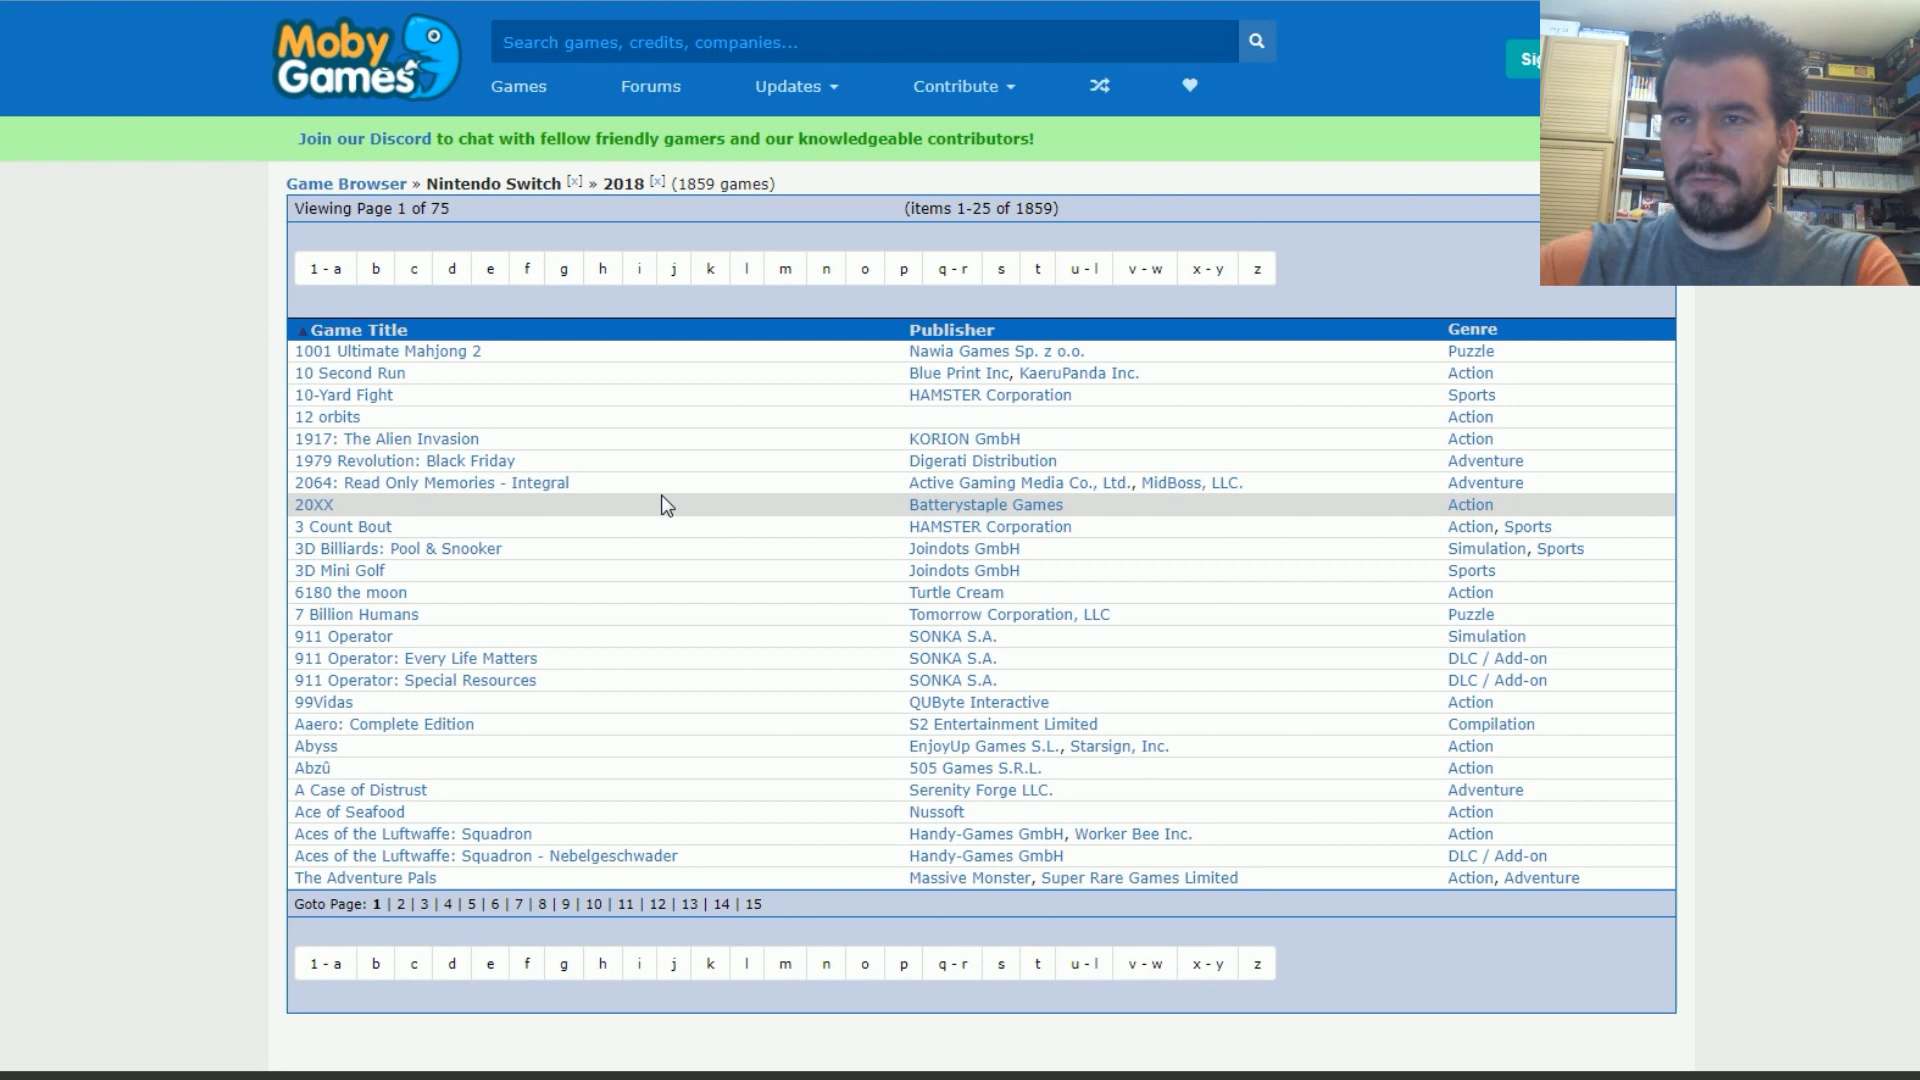 Moby
Games
Search games, credits, companies...
Games Forums Updates Contribute
Join our Discord to chat with fellow friendly gamers and our knowledgeable contributors!
Game Browser » Nintendo Switch [x] » 2018 [x] (1859 games)
Viewing Page 1 of 75 (items 1-25 of 1859)
1 - a b c d e f g h i j k l m n o p q - r s t u - l v - w x - y z
Game Title Publisher Genre
1001 Ultimate Mahjong 2 Nawia Games Sp. z o.o. Puzzle
10 Second Run Blue Print Inc, KaeruPanda Inc. Action
10-Yard Fight HAMSTER Corporation Sports
12 orbits Action
1917: The Alien Invasion KORION GmbH Action
1979 Revolution: Black Friday Digerati Distribution Adventure
2064: Read Only Memories - Integral Active Gaming Media Co., Ltd., MidBoss, LLC. Adventure
20XX Batterystaple Games Action
3 Count Bout HAMSTER Corporation Action, Sports
3D Billiards: Pool & Snooker Joindots GmbH Simulation, Sports
3D Mini Golf Joindots GmbH Sports
6180 the moon Turtle Cream Action
7 Billion Humans Tomorrow Corporation, LLC Puzzle
911 Operator SONKA S.A. Simulation
911 Operator: Every Life Matters SONKA S.A. DLC / Add-on
911 Operator: Special Resources SONKA S.A. DLC / Add-on
99Vidas QUByte Interactive Action
Aaero: Complete Edition S2 Entertainment Limited Compilation
Abyss EnjoyUp Games S.L., Starsign, Inc. Action
Abzû 505 Games S.R.L. Action
A Case of Distrust Serenity Forge LLC. Adventure
Ace of Seafood Nussoft Action
Aces of the Luftwaffe: Squadron Handy-Games GmbH, Worker Bee Inc. Action
Aces of the Luftwaffe: Squadron - Nebelgeschwader Handy-Games GmbH DLC / Add-on
The Adventure Pals Massive Monster, Super Rare Games Limited Action, Adventure
Goto Page: 1 | 2 | 3 | 4 | 5 | 6 | 7 | 8 | 9 | 10 | 11 | 12 | 13 | 14 | 15
1 - a b c d e f g h i j k l m n o p q - r s t u - l v - w x - y z